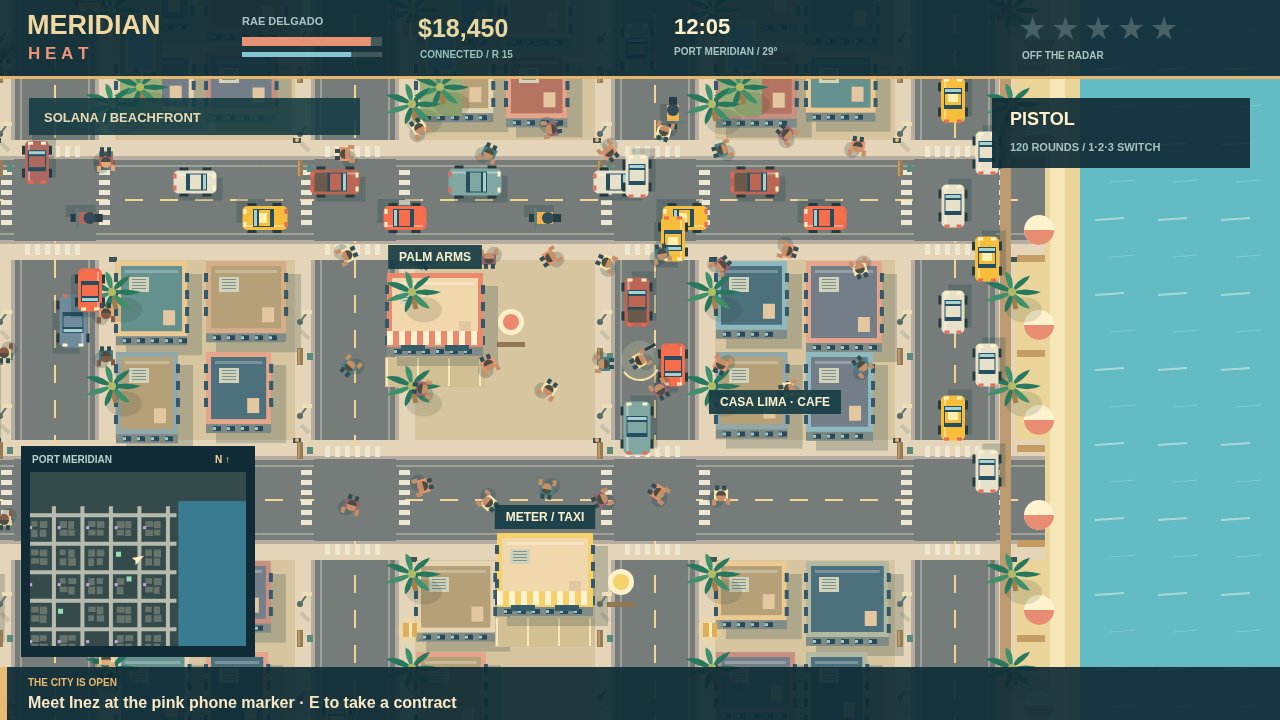 MERIDIAN
HEAT
RAE DELGADO
$18,450
CONNECTED / R 15
12:05
PORT MERIDIAN / 29°
★★★★★
OFF THE RADAR
SOLANA / BEACHFRONT
PISTOL
120 ROUNDS / 1·2·3 SWITCH
PALM ARMS
CASA LIMA · CAFE
METER / TAXI
PORT MERIDIAN
N ↑
THE CITY IS OPEN
Meet Inez at the pink phone marker · E to take a contract